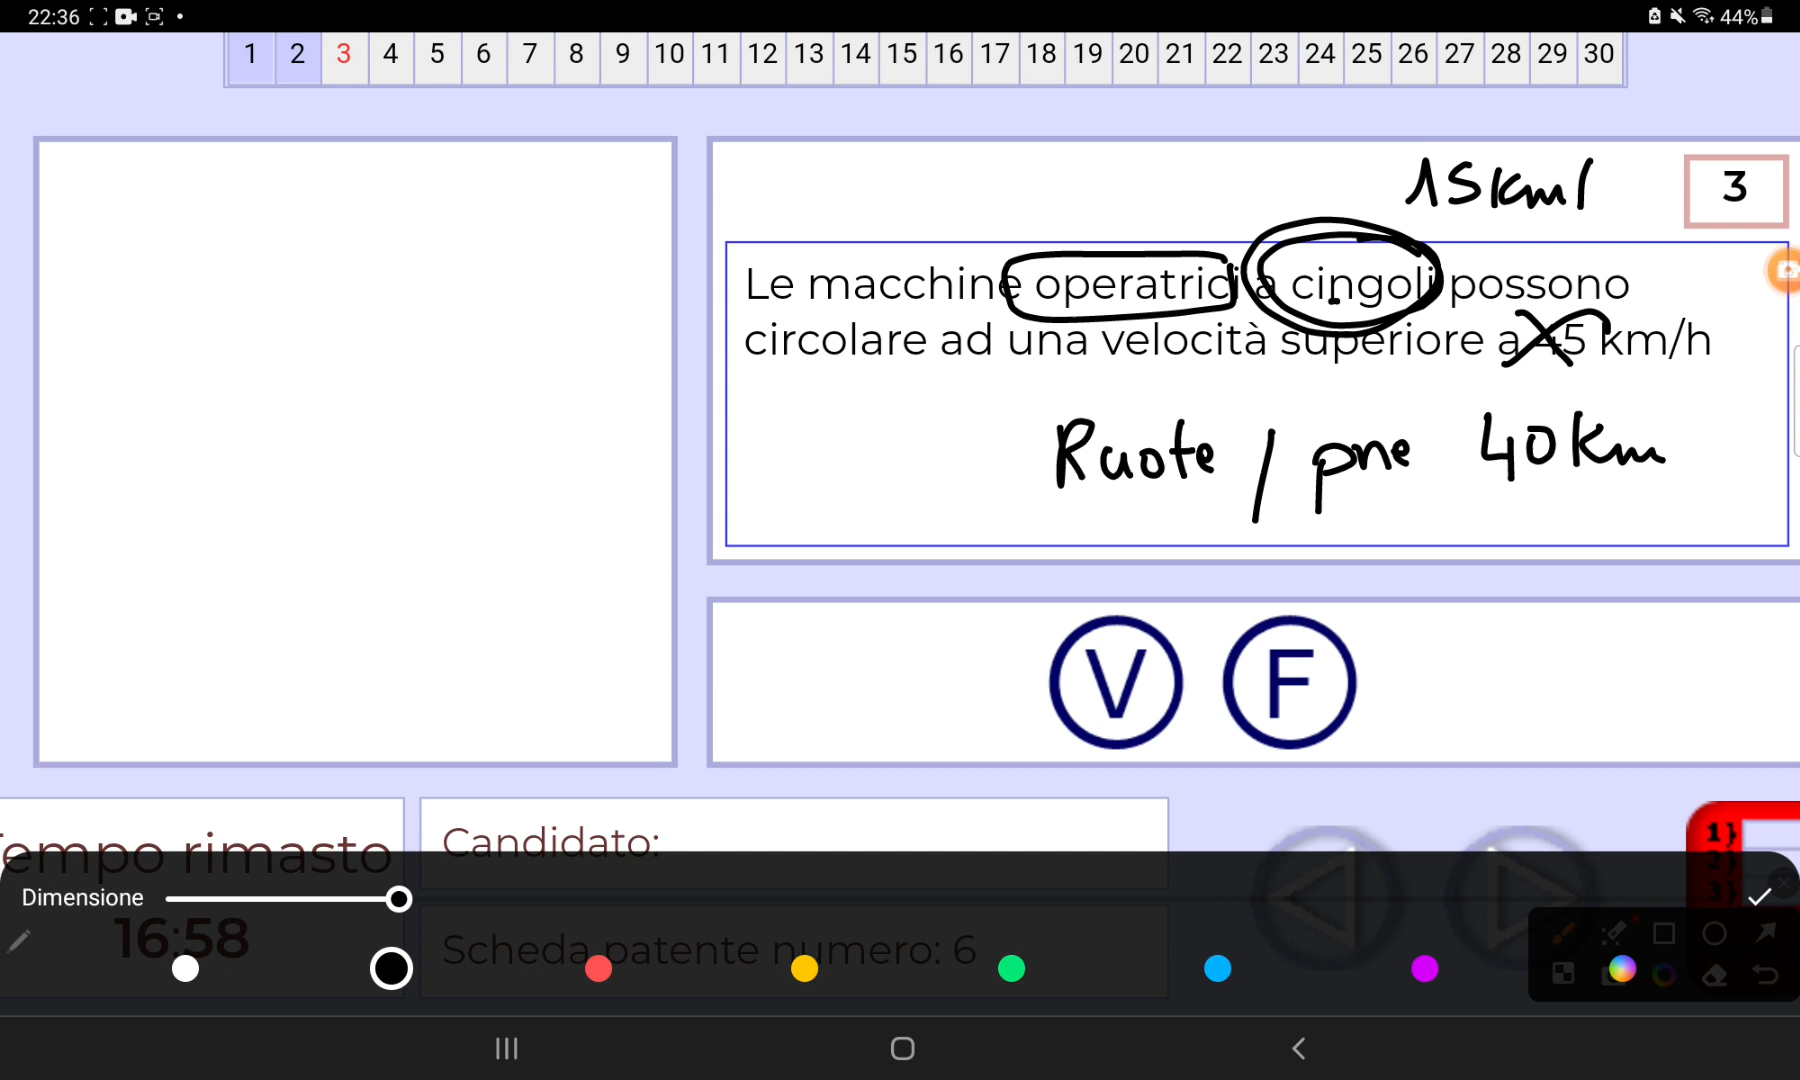 22:36
44%
1 2 3 4 5 6 7 8 9 10 11 12 13 14 15 16 17 18 19 20 21 22 23 24 25 26 27 28 29 30
15km/
3
Le macchine operatrici a cingoli possono
circolare ad una velocità superiore a 45 km/h
Ruote / pne 40km
V F
empo rimasto
Candidato:
1}
2}
3}
Dimensione
16:58
Scheda patente numero: 6